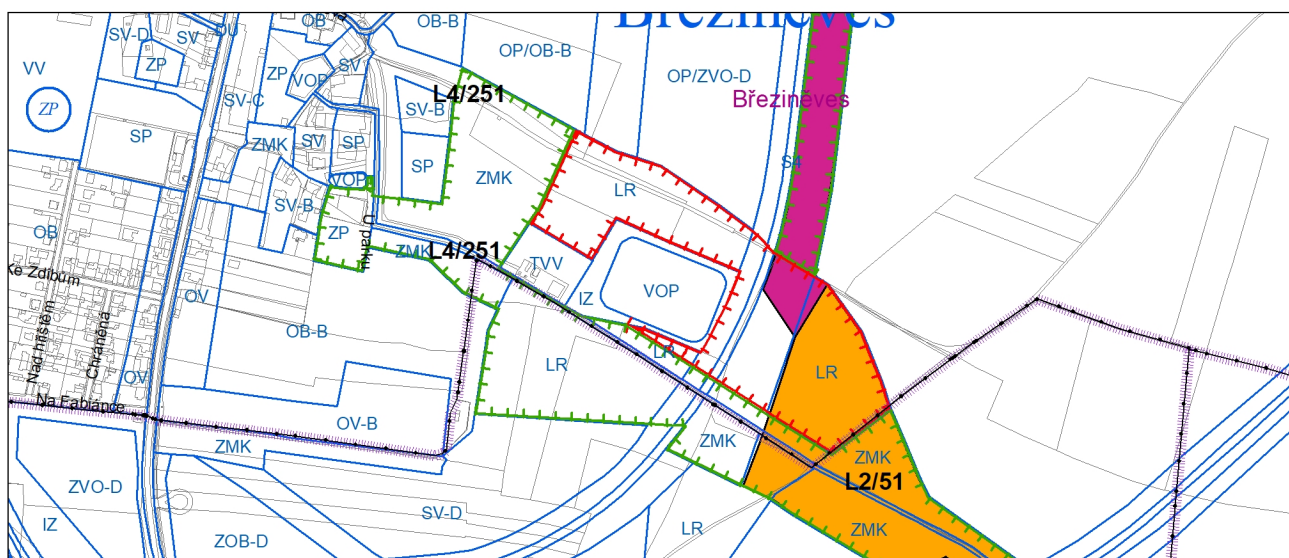 Březiněves
OB-B
OB
DU
SV-D
SV
OP/OB-B
VV
ZP
ZP
SV
VOP
OP/ZVO-D
L4/251
Březiněves
ZP
SV-C
SV-B
SP
ZMK
SV
SP
S4
SP
ZMK
LR
VOP
SV-B
OB
ZP
U parku
ZMK
L4/251
TVV
Ke Zdibům
OV
IZ
VOP
Nad hřištěm
Chráněná
OB-B
LR
LR
LR
OV
Na Fabiánce
OV-B
ZMK
ZMK
ZMK
L2/51
ZVO-D
SV-D
IZ
LR
ZMK
ZOB-D